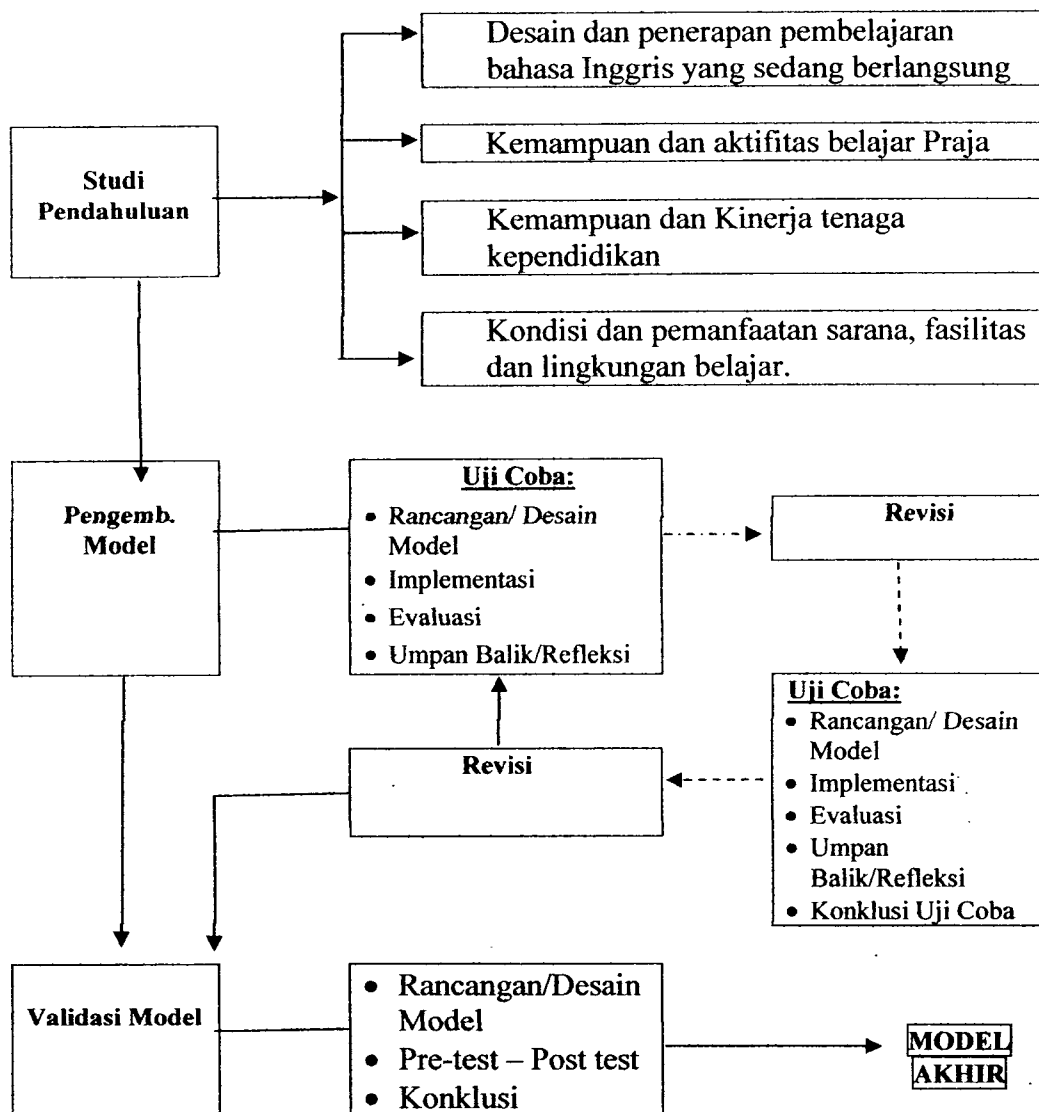 Desain dan penerapan pembelajaran
bahasa Inggris yang sedang berlangsung
Studi
Pendahuluan
Kemampuan dan aktifitas belajar Praja
Kemampuan dan Kinerja tenaga
kependidikan
Kondisi dan pemanfaatan sarana, fasilitas
dan lingkungan belajar.
Pengemb.
Model
Uji Coba:
• Rancangan/ Desain
Model
• Implementasi
• Evaluasi
• Umpan Balik/Refleksi
Revisi
Uji Coba:
• Rancangan/ Desain
Model
• Implementasi
• Evaluasi
• Umpan
Balik/Refleksi
• Konklusi Uji Coba
Revisi
Validasi Model
• Rancangan/Desain
Model
• Pre-test – Post test
• Konklusi
MODEL
AKHIR